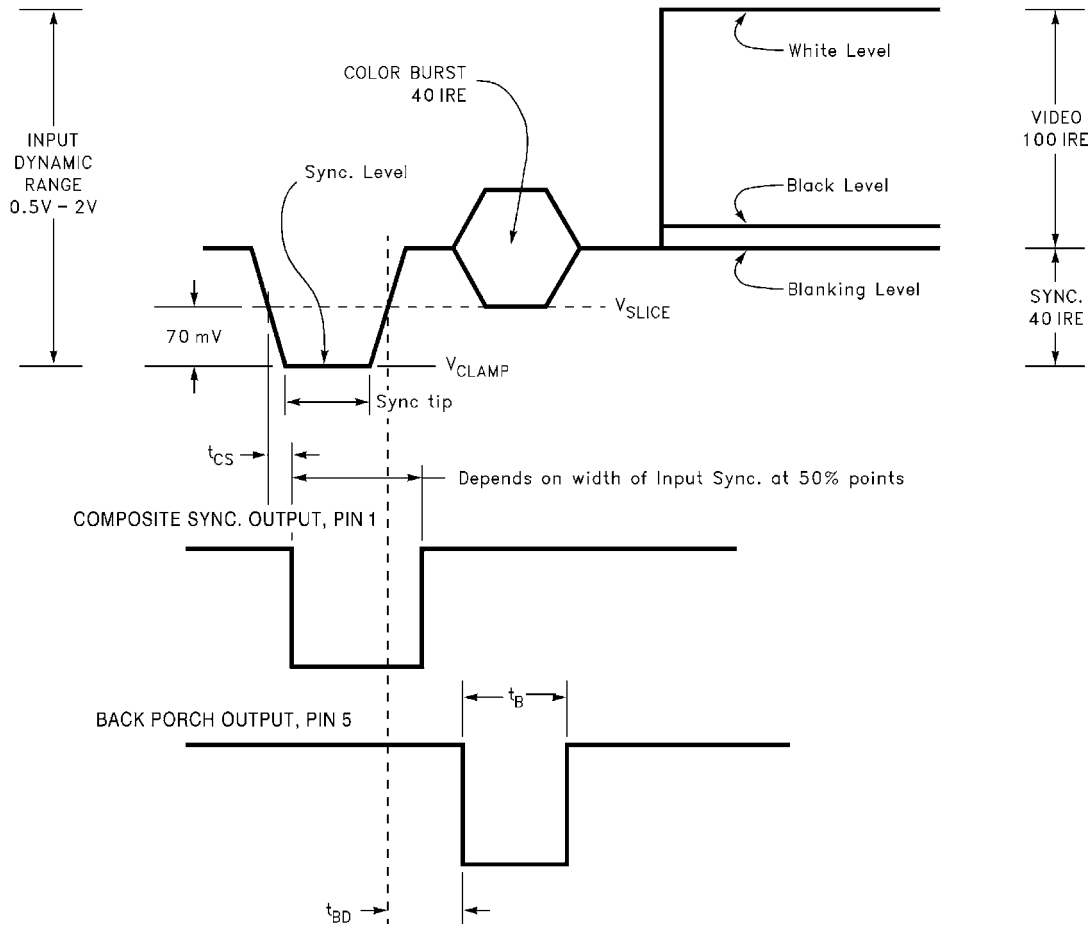 White Level
COLOR BURST
40 IRE
INPUT
DYNAMIC
RANGE
0.5V – 2V
VIDEO
100 IRE
Sync. Level
Black Level
VSLICE
Blanking Level
SYNC.
40 IRE
70 mV
VCLAMP
Sync tip
tCS
Depends on width of Input Sync. at 50% points
COMPOSITE SYNC. OUTPUT, PIN 1
tB
BACK PORCH OUTPUT, PIN 5
tBD